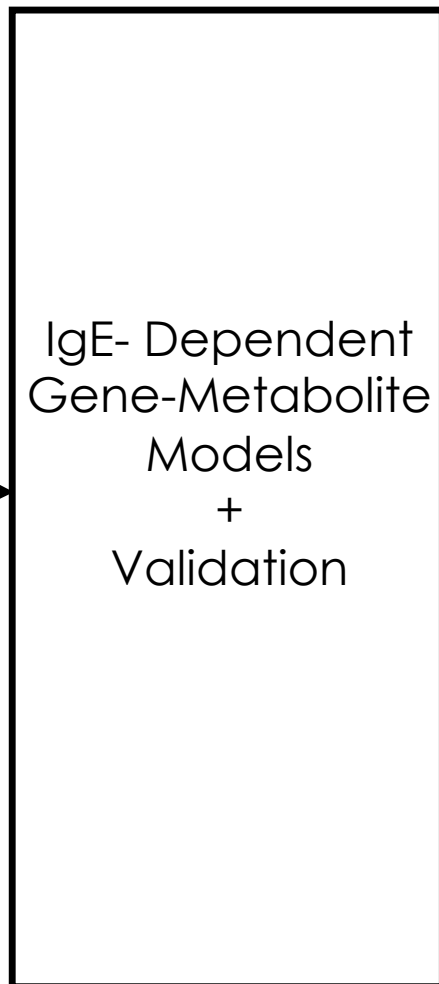 IgE- Dependent
Gene-Metabolite
Models
+
Validation